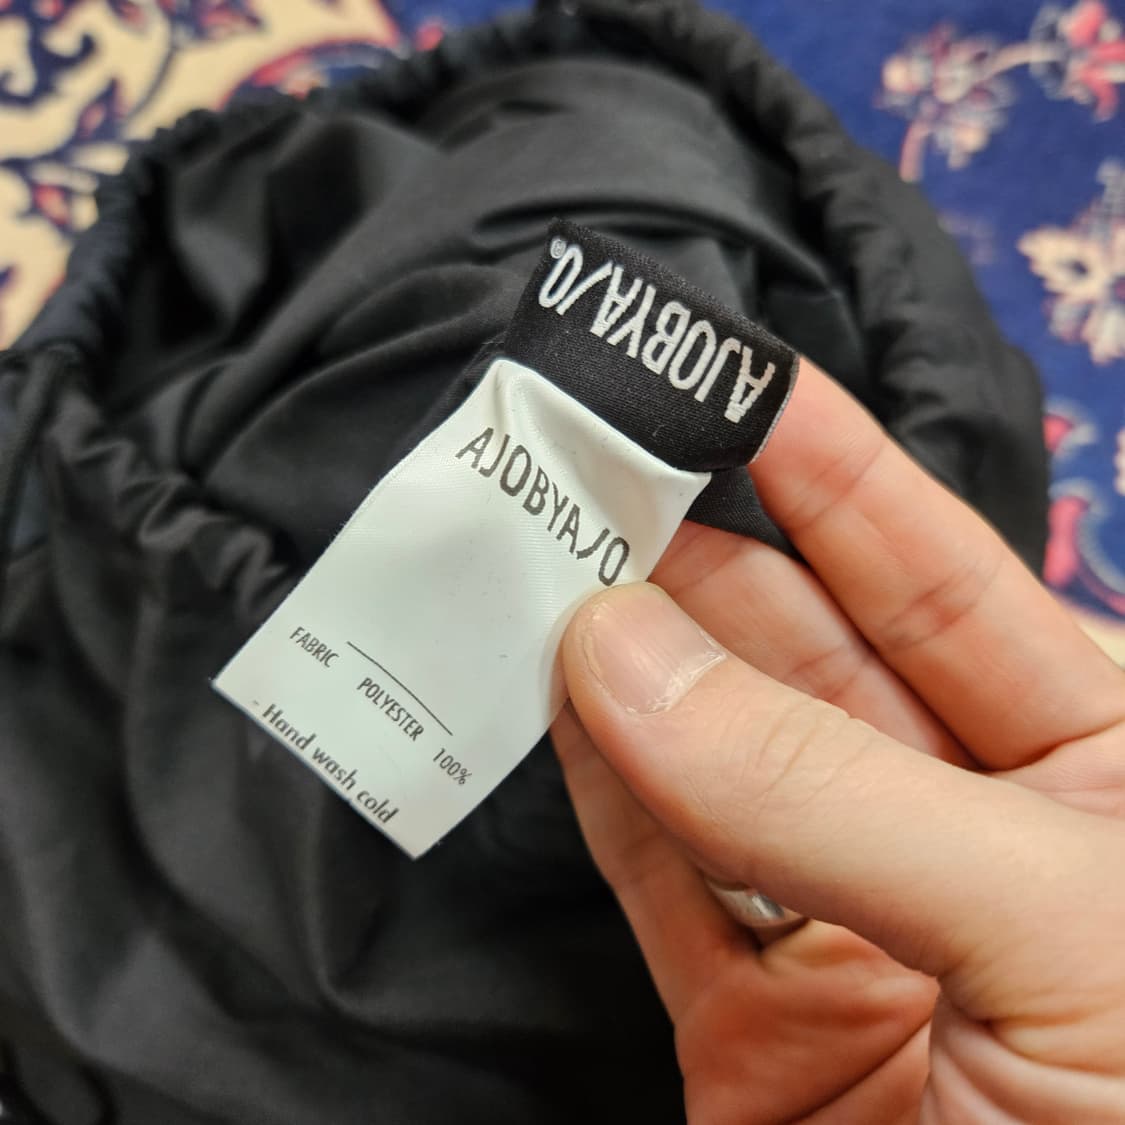 AJOBYAJO®
AJOBYAJO
FABRIC
POLYESTER 100%
- Hand wash cold